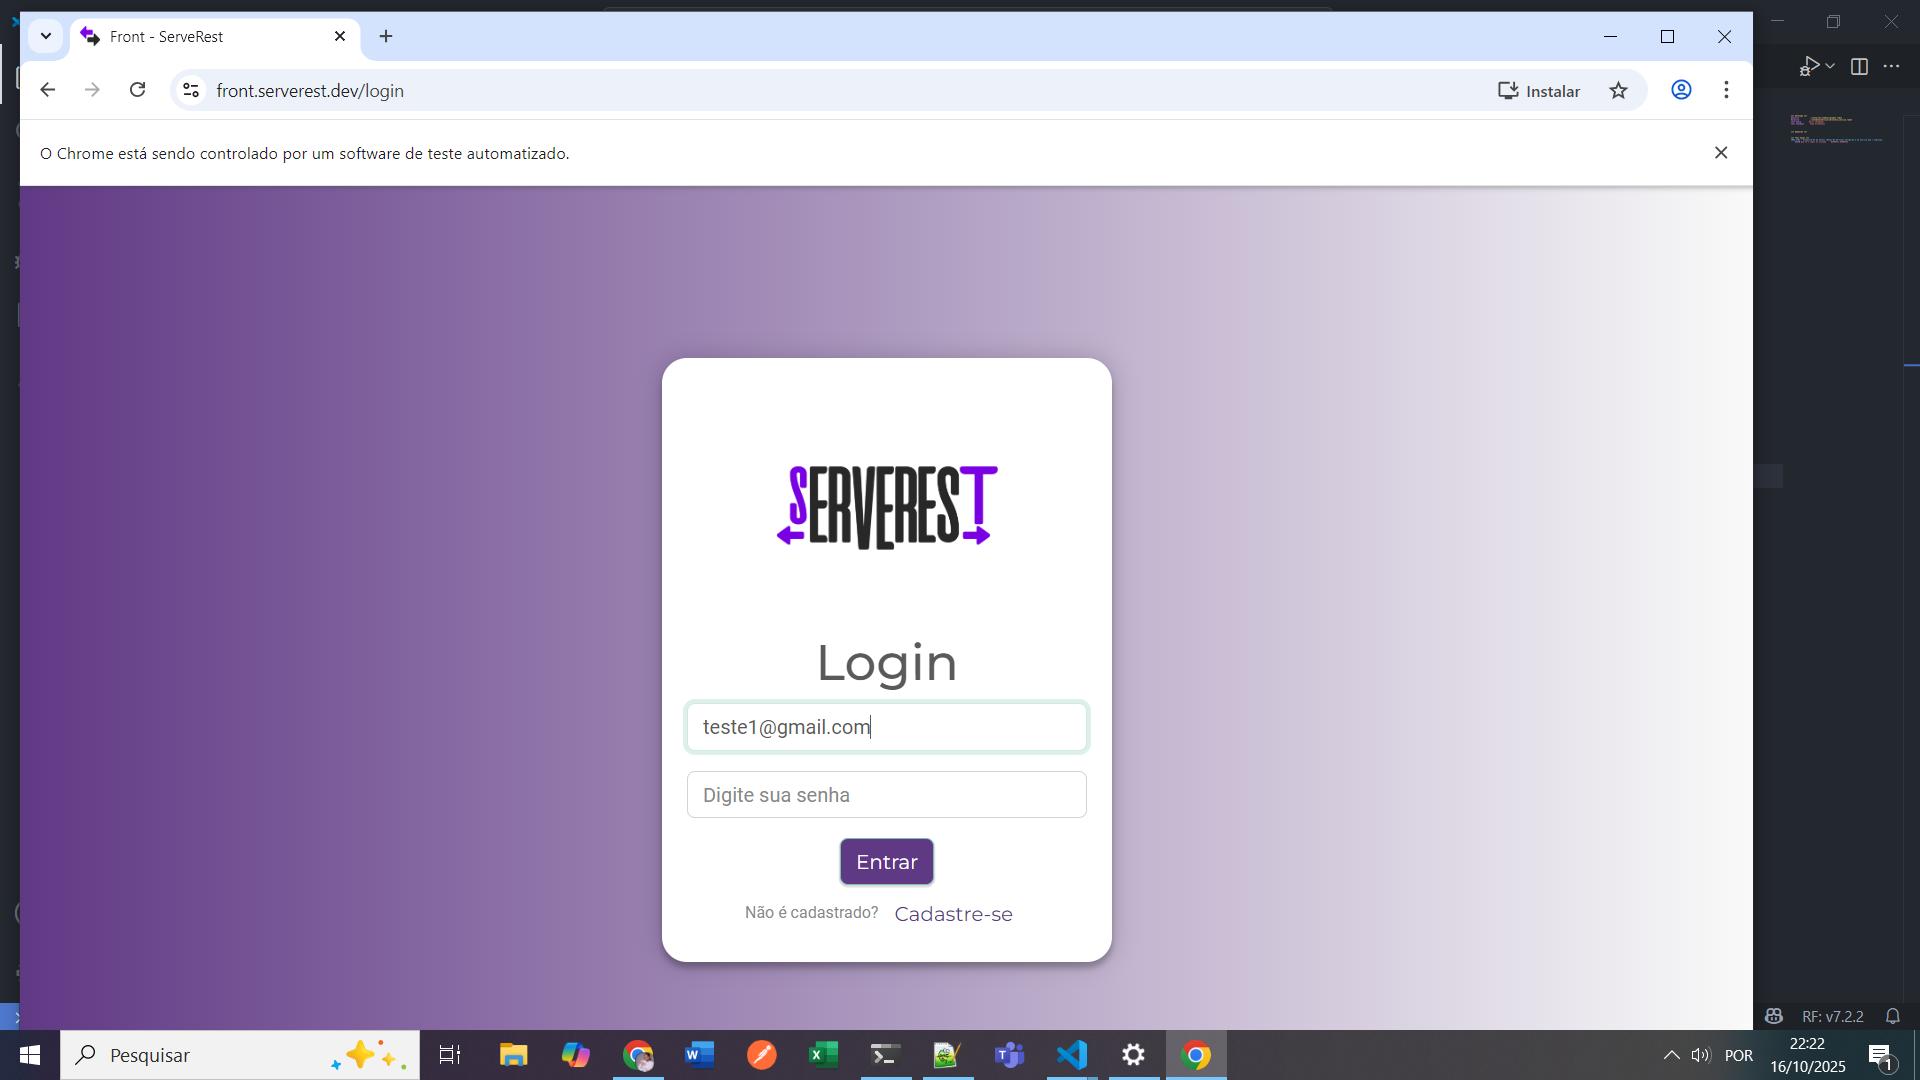 Front - ServeRest
front.serverest.dev/login
Instalar
O Chrome está sendo controlado por um software de teste automatizado.
SERVEREST
Login
teste1@gmail.com
Digite sua senha
Entrar
Não é cadastrado? Cadastre-se
RF: v7.2.2
Pesquisar
POR
22:22
16/10/2025
1